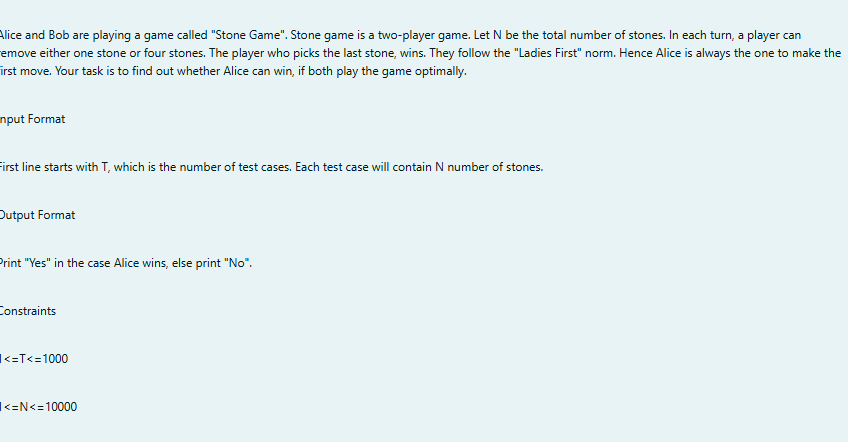 Alice and Bob are playing a game called "Stone Game". Stone game is a two-player game. Let N be the total number of stones. In each turn, a player can
remove either one stone or four stones. The player who picks the last stone, wins. They follow the "Ladies First" norm. Hence Alice is always the one to make the
first move. Your task is to find out whether Alice can win, if both play the game optimally.
Input Format
First line starts with T, which is the number of test cases. Each test case will contain N number of stones.
Output Format
Print "Yes" in the case Alice wins, else print "No".
Constraints
1<=T<=1000
1<=N<=10000